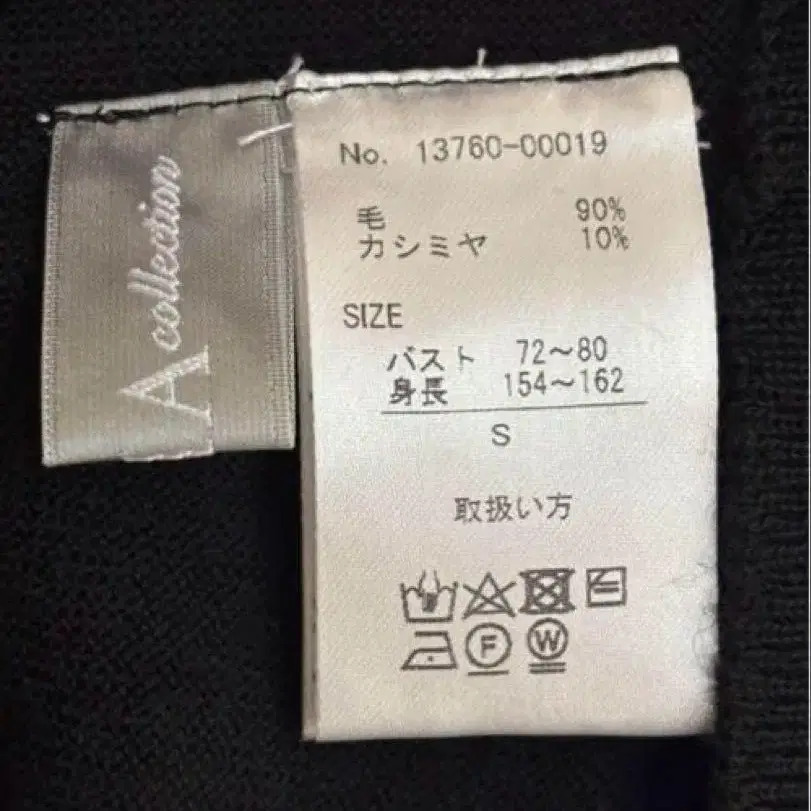 A collection
No. 13760-00019
毛 90%
カシミヤ 10%
SIZE
バスト 72～80
身長 154～162
S
取扱い方
F W